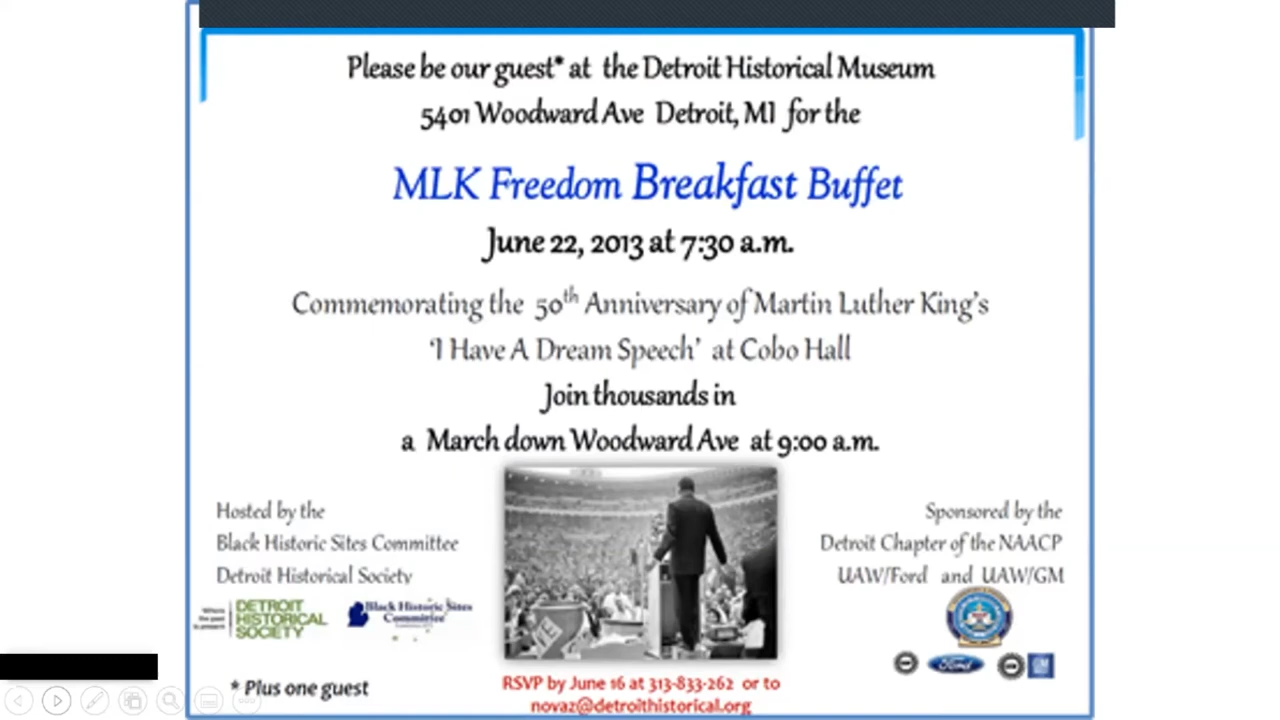 Please be our guest* at the Detroit Historical Museum
5401 Woodward Ave Detroit, MI for the
MLK Freedom Breakfast Buffet
June 22, 2013 at 7:30 a.m.
Commemorating the 50th Anniversary of Martin Luther King's
'I Have A Dream Speech' at Cobo Hall
Join thousands in
a March down Woodward Ave at 9:00 a.m.
Hosted by the
Black Historic Sites Committee
Detroit Historical Society
Where
the past
is present
DETROIT
HISTORICAL
SOCIETY
Black Historic Sites
Committee
* Plus one guest
Sponsored by the
Detroit Chapter of the NAACP
UAW/Ford and UAW/GM
Ford
GM
RSVP by June 16 at 313-833-262 or to
novaz@detroithistorical.org